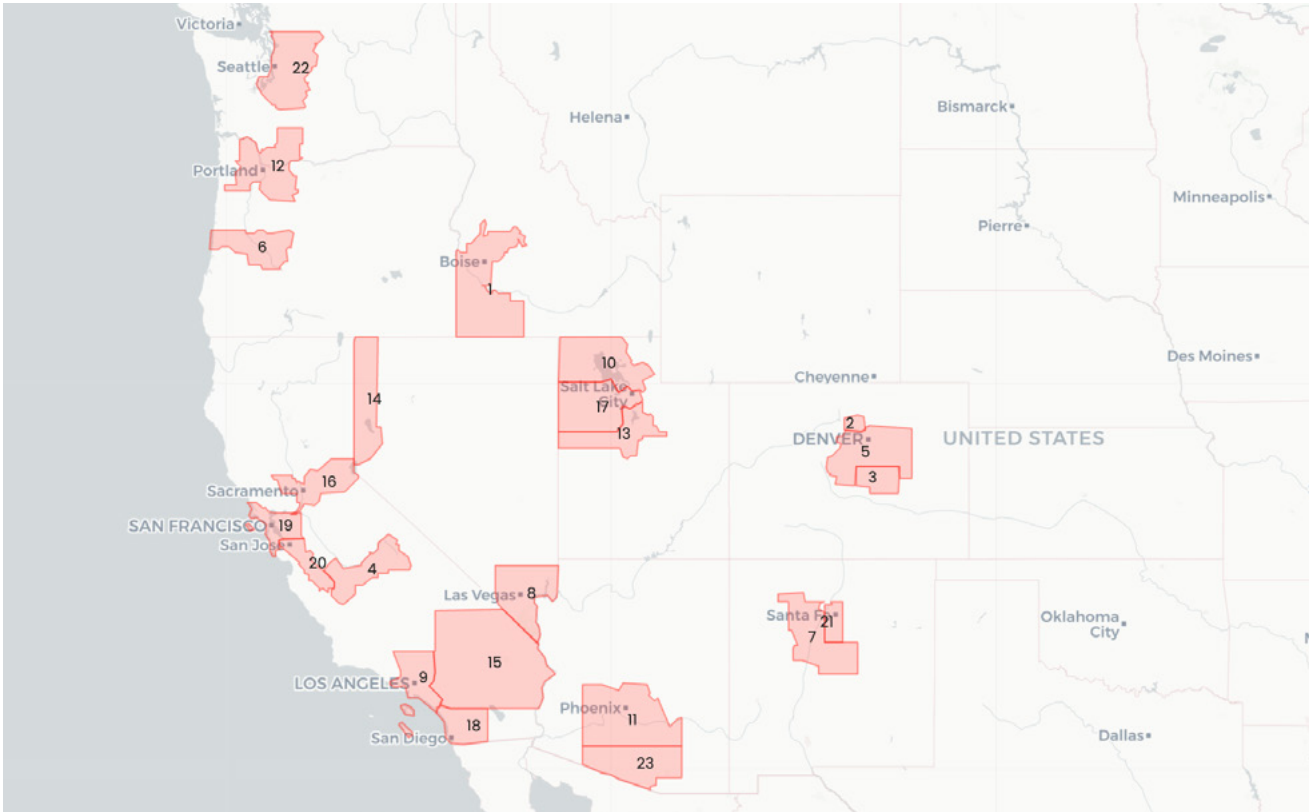 Victoria
Seattle
22
Helena
Bismarck
Portland
12
Minneapolis
Pierre
6
Boise
1
10
Des Moines
Cheyenne
Salt Lake
City
14
17
13
2
DENVER
UNITED STATES
5
3
16
Sacramento
SAN FRANCISCO
19
San Jose
20
4
Las Vegas
8
Santa Fe
21
7
Oklahoma
City
15
LOS ANGELES
9
Phoenix
11
18
San Diego
Dallas
23